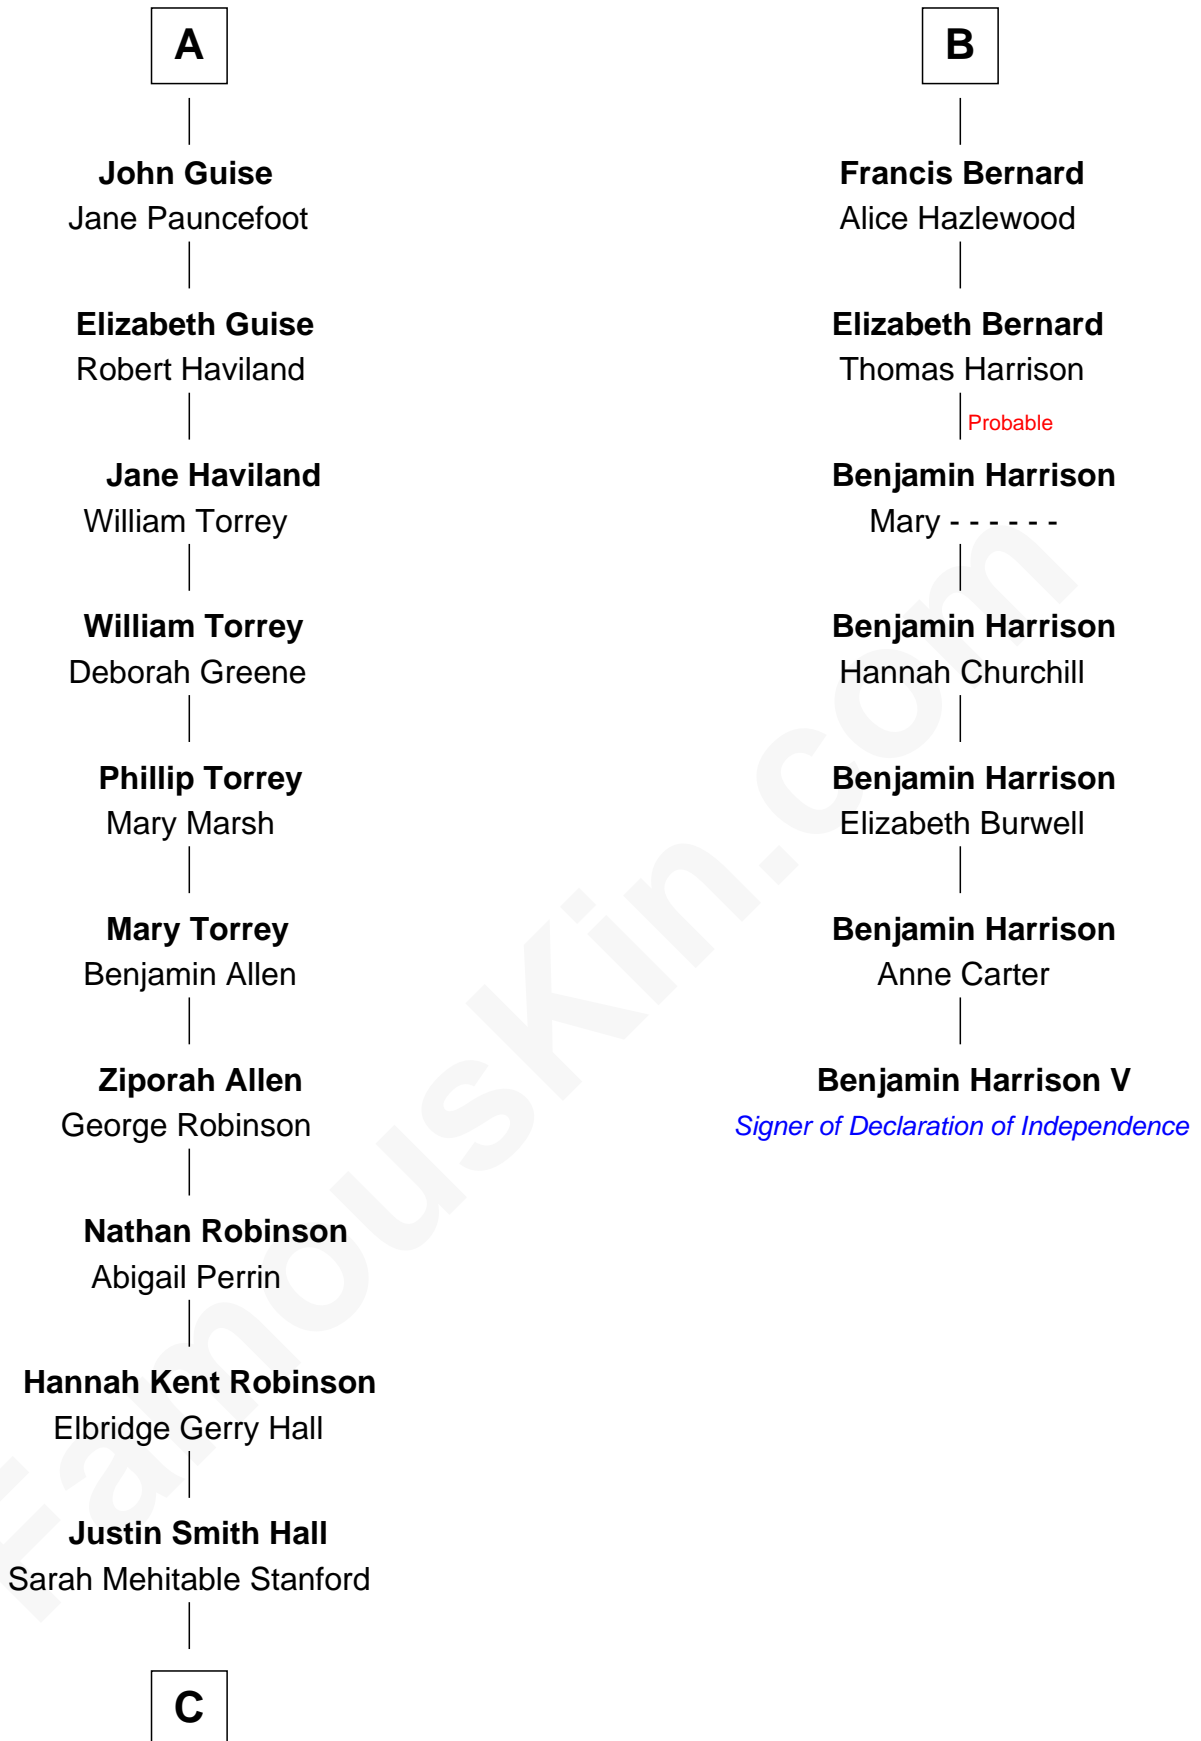 A
John Guise
Jane Pauncefoot
Elizabeth Guise
Robert Haviland
Jane Haviland
William Torrey
William Torrey
Deborah Greene
Phillip Torrey
Mary Marsh
Mary Torrey
Benjamin Allen
Ziporah Allen
George Robinson
Nathan Robinson
Abigail Perrin
Hannah Kent Robinson
Elbridge Gerry Hall
Justin Smith Hall
Sarah Mehitable Stanford
C
B
Francis Bernard
Alice Hazlewood
Elizabeth Bernard
Thomas Harrison
Probable
Benjamin Harrison
Mary - - - - - -
Benjamin Harrison
Hannah Churchill
Benjamin Harrison
Elizabeth Burwell
Benjamin Harrison
Anne Carter
Benjamin Harrison V
Signer of Declaration of Independence
FamousKin.com